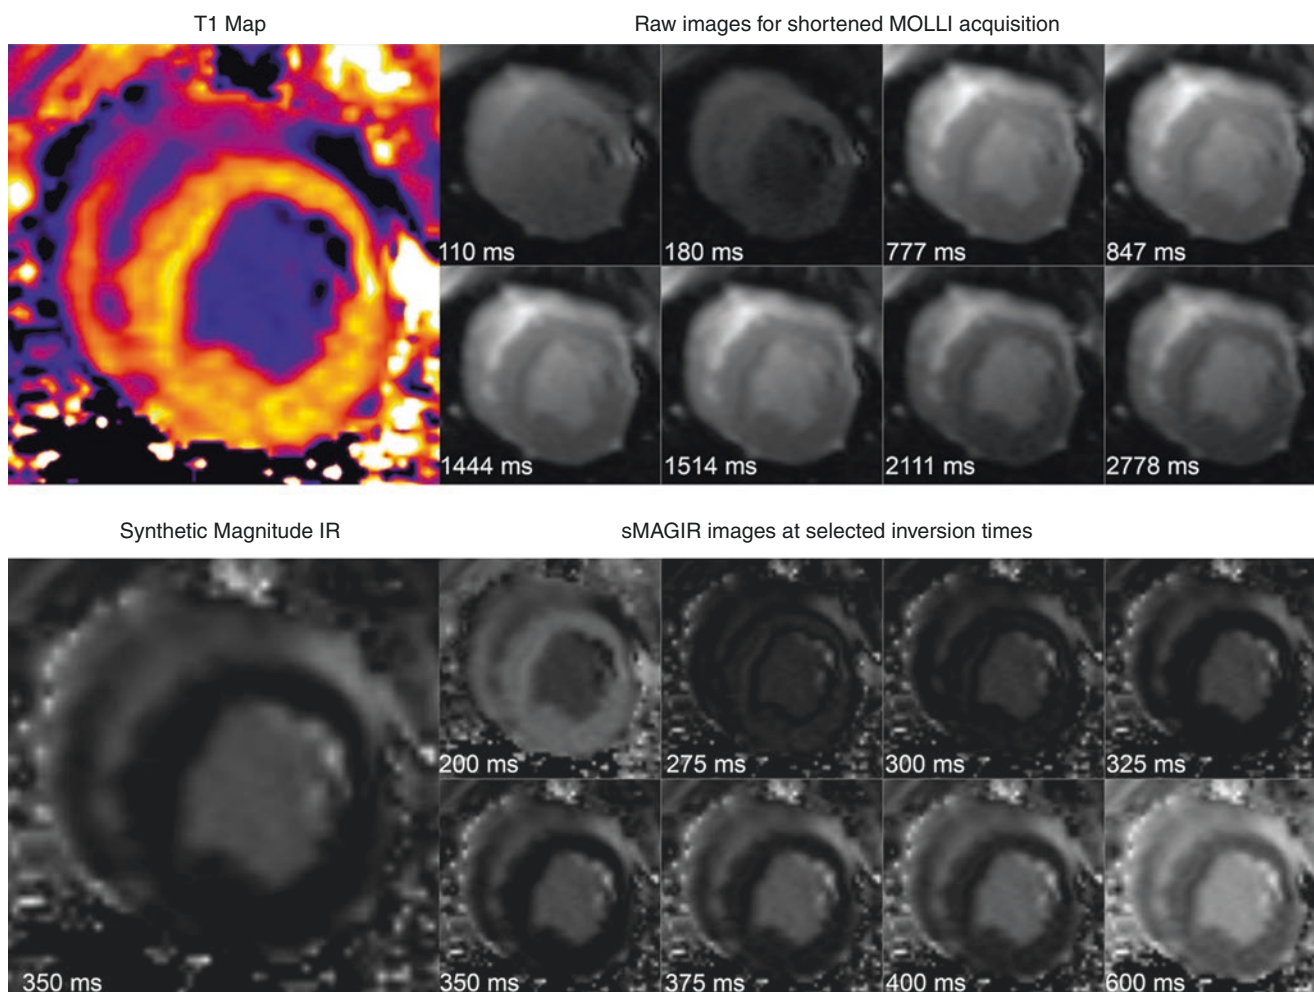 T1 Map
Raw images for shortened MOLLI acquisition
110 ms
180 ms
777 ms
847 ms
1444 ms
1514 ms
2111 ms
2778 ms
Synthetic Magnitude IR
sMAGIR images at selected inversion times
200 ms
275 ms
300 ms
325 ms
350 ms
350 ms
375 ms
400 ms
600 ms